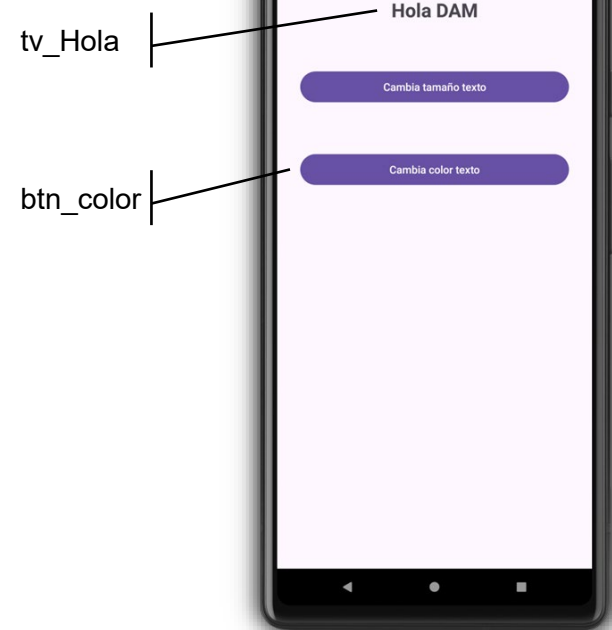 Hola DAM
tv_Hola
Cambia tamaño texto
Cambia color texto
btn_color